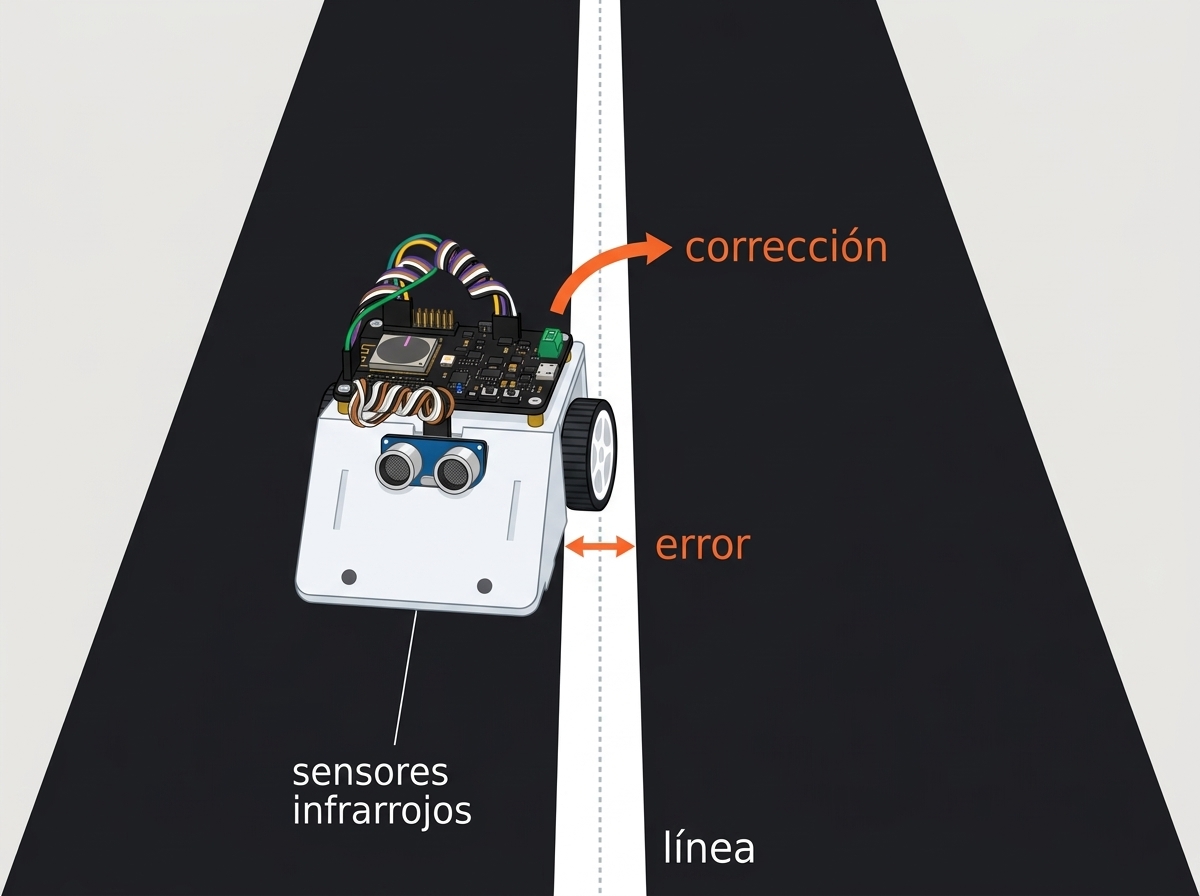 corrección
error
sensores
infrarrojos
línea